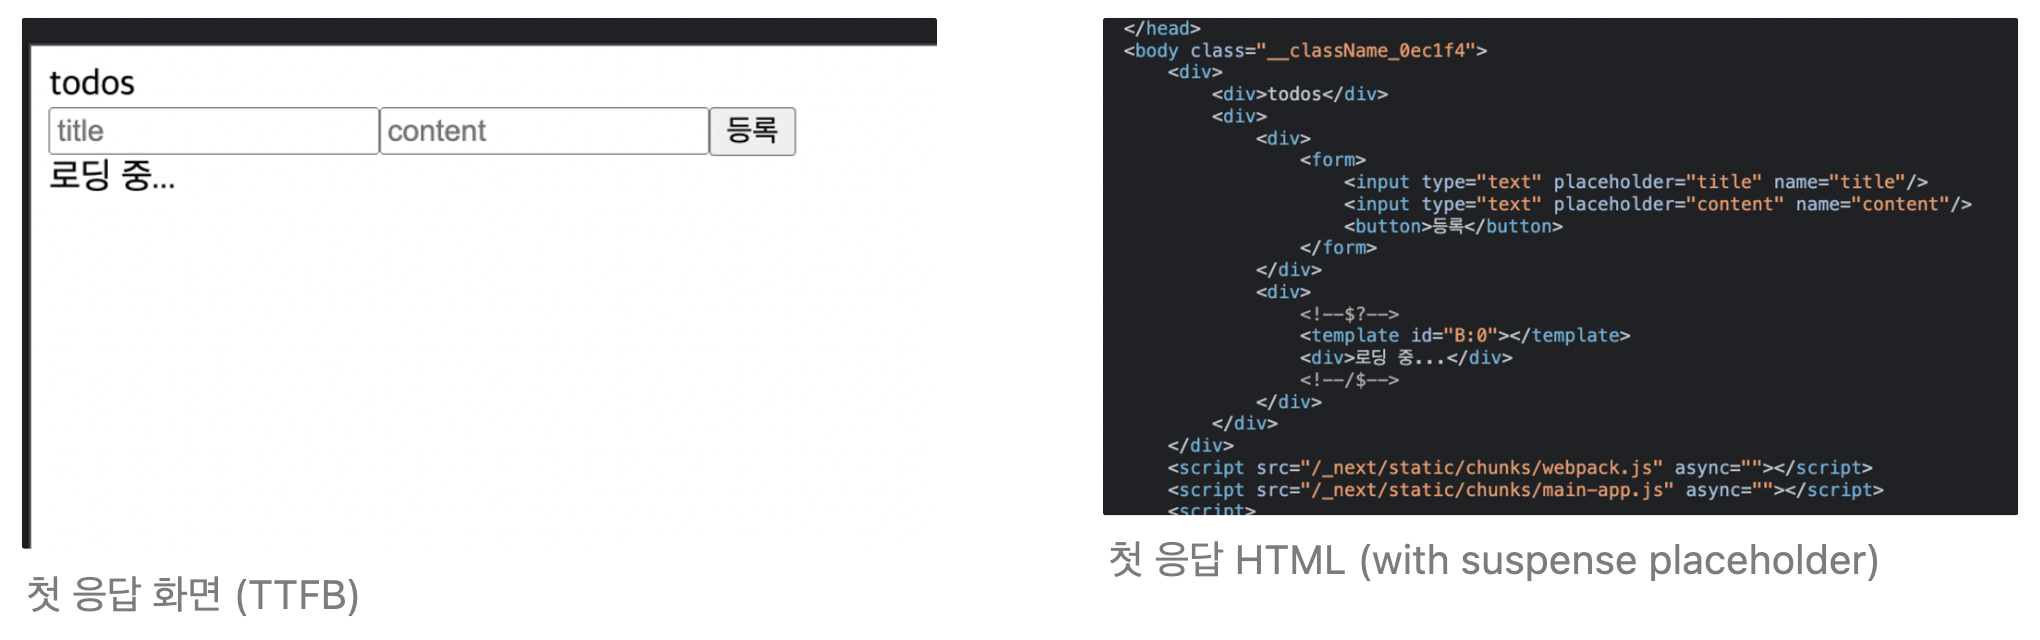 todos
title content 등록
로딩 중...
첫 응답 화면 (TTFB)
</head>
<body class="__className_0ec1f4">
<div>
<div>todos</div>
<div>
<div>
<form>
<input type="text" placeholder="title" name="title"/>
<input type="text" placeholder="content" name="content"/>
<button>등록</button>
</form>
</div>
<div>
<!--$?-->
<template id="B:0"></template>
<div>로딩 중...</div>
<!--/$-->
</div>
</div>
</div>
<script src="/_next/static/chunks/webpack.js" async=""></script>
<script src="/_next/static/chunks/main-app.js" async=""></script>
<script>
첫 응답 HTML (with suspense placeholder)